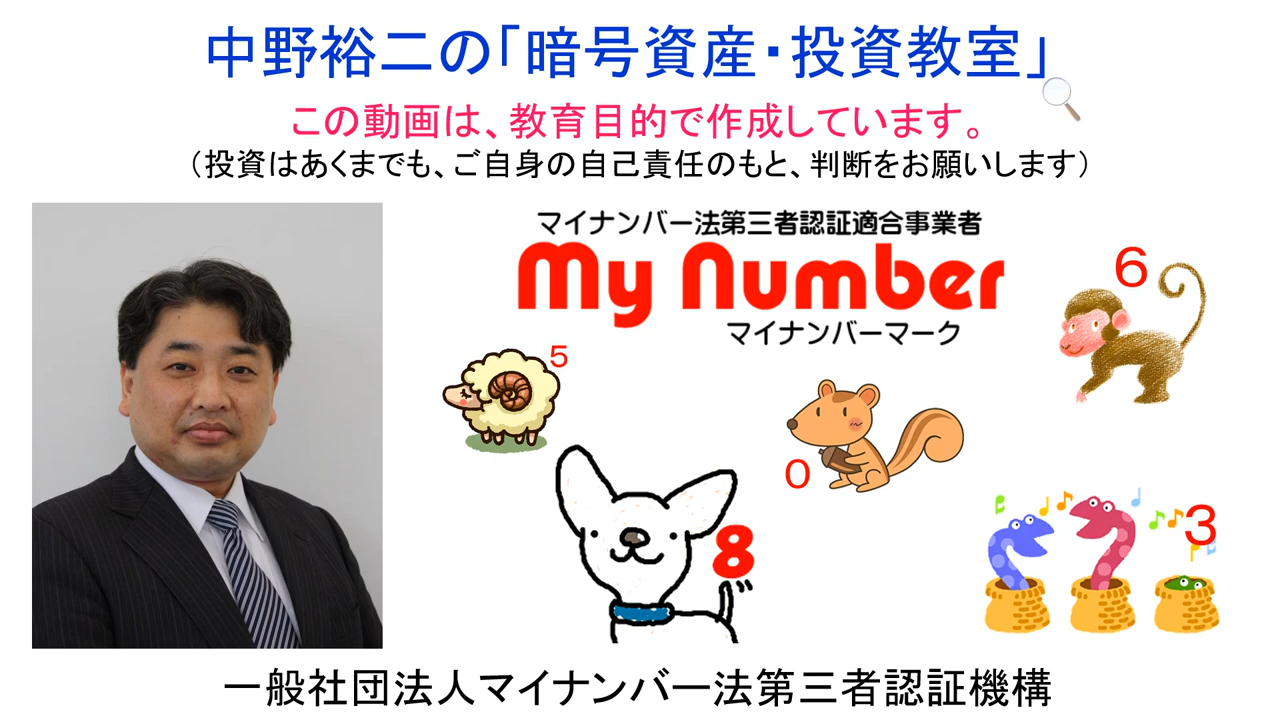 中野裕二の「暗号資産・投資教室」
この動画は、教育目的で作成しています。
（投資はあくまでも、ご自身の自己責任のもと、判断をお願いします）
マイナンバー法第三者認証適合事業者
My Number
マイナンバーマーク
6
5
0
3
8
一般社団法人マイナンバー法第三者認証機構